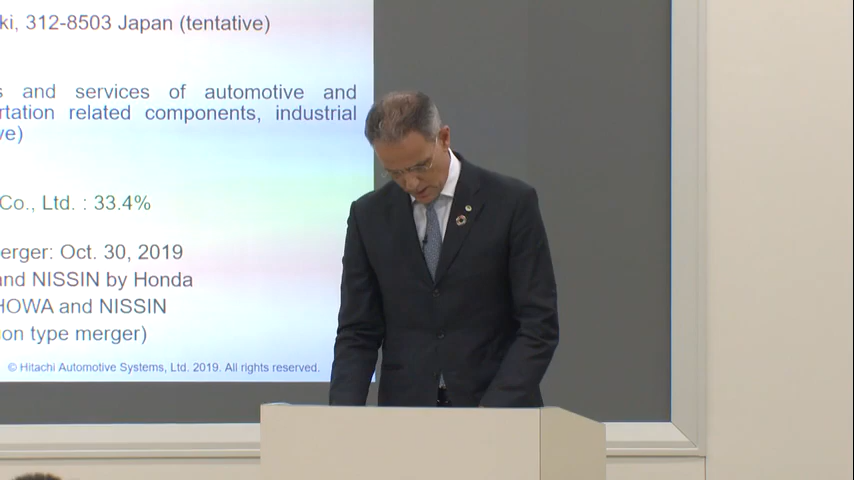 ki, 312-8503 Japan (tentative)
s and services of automotive and
rtation related components, industrial
ve)
Co., Ltd. : 33.4%
erger: Oct. 30, 2019
and NISSIN by Honda
HOWA and NISSIN
on type merger)
© Hitachi Automotive Systems, Ltd. 2019. All rights reserved.